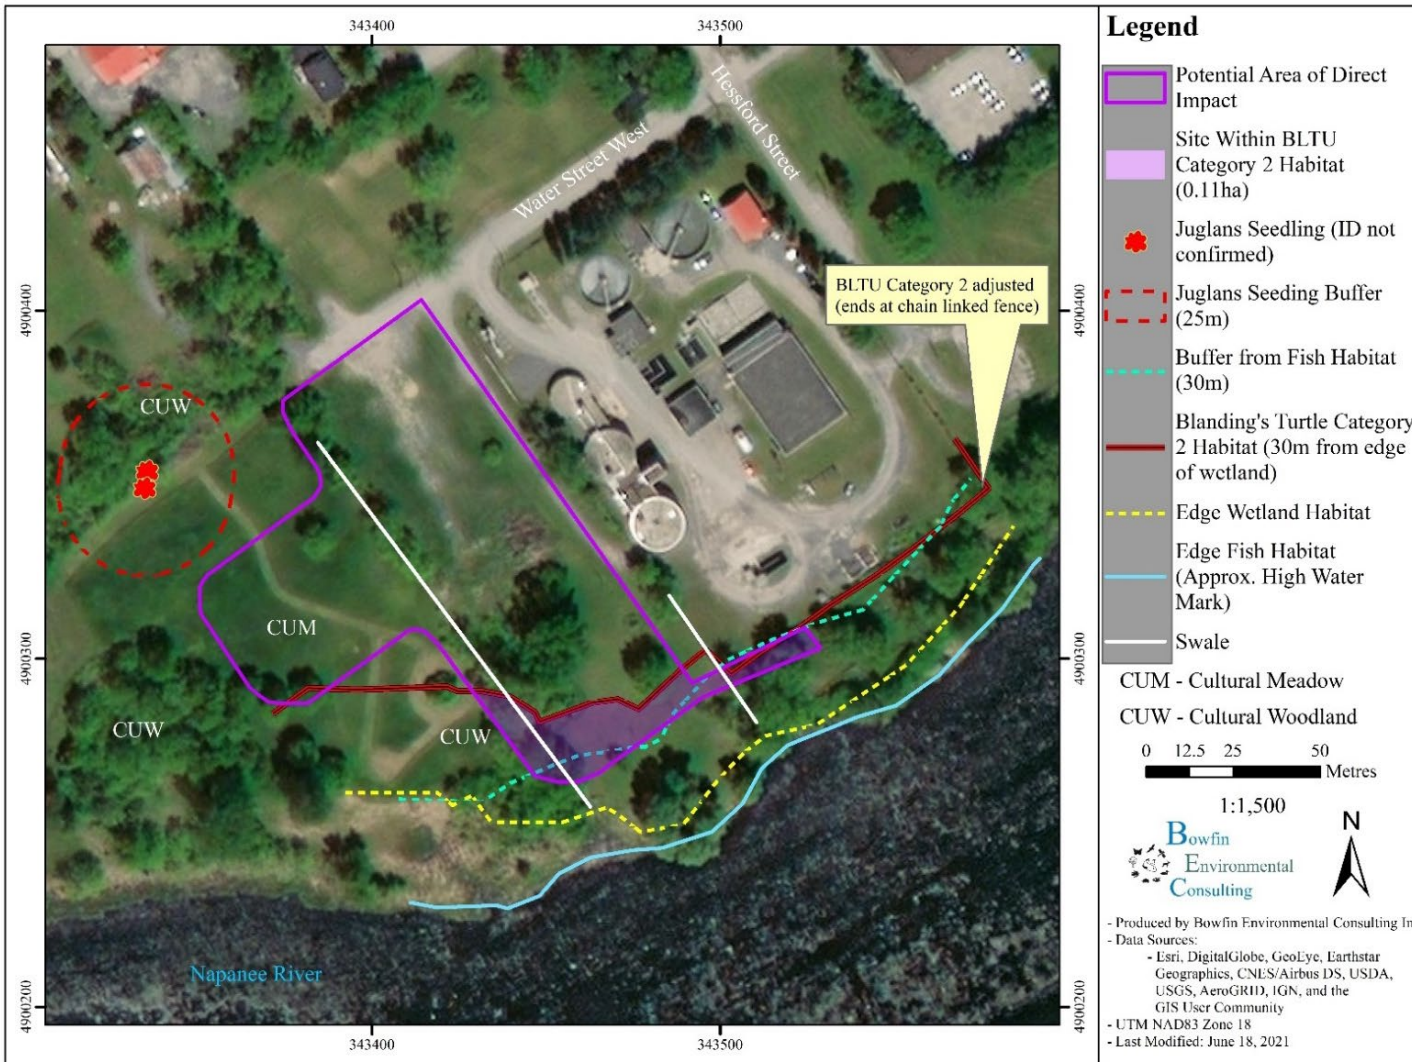 343400
343500
4900400
4900300
4900200
4900400
4900300
4900200
343400
343500
Hessford Street
Water Street West
BLTU Category 2 adjusted
(ends at chain linked fence)
CUW
CUM
CUW
CUW
Napanee River
Legend
Potential Area of Direct
Impact
Site Within BLTU
Category 2 Habitat
(0.11ha)
Juglans Seedling (ID not
confirmed)
Juglans Seeding Buffer
(25m)
Buffer from Fish Habitat
(30m)
Blanding's Turtle Category
2 Habitat (30m from edge
of wetland)
Edge Wetland Habitat
Edge Fish Habitat
(Approx. High Water
Mark)
Swale
CUM - Cultural Meadow
CUW - Cultural Woodland
0 12.5 25 50
Metres
1:1,500
Bowfin
Environmental
Consulting
N
- Produced by Bowfin Environmental Consulting In
- Data Sources:
- Esri, DigitalGlobe, GeoEye, Earthstar
Geographics, CNES/Airbus DS, USDA,
USGS, AeroGRID, IGN, and the
GIS User Community
- UTM NAD83 Zone 18
- Last Modified: June 18, 2021